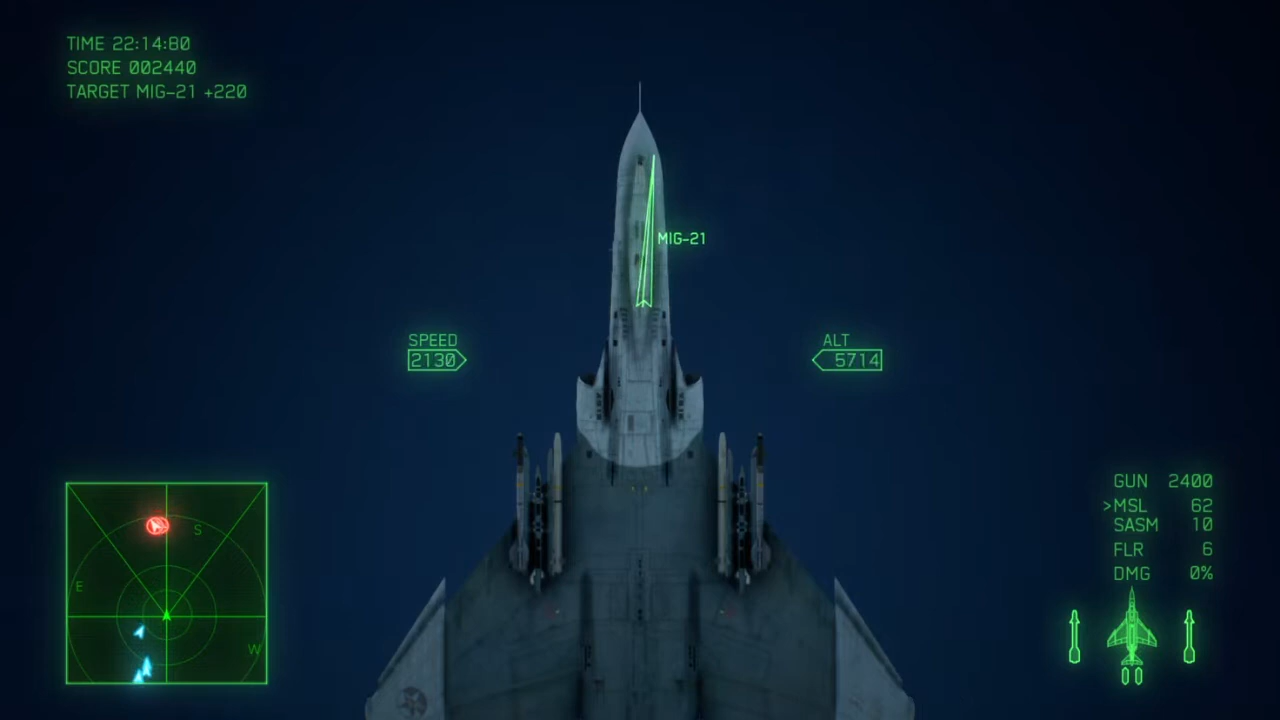 TIME 22:14:80
SCORE 002440
TARGET MIG-21 +220
MIG-21
SPEED
2130
ALT
5714
S
E
W
GUN 2400
>MSL 62
SASM 10
FLR 6
DMG 0%